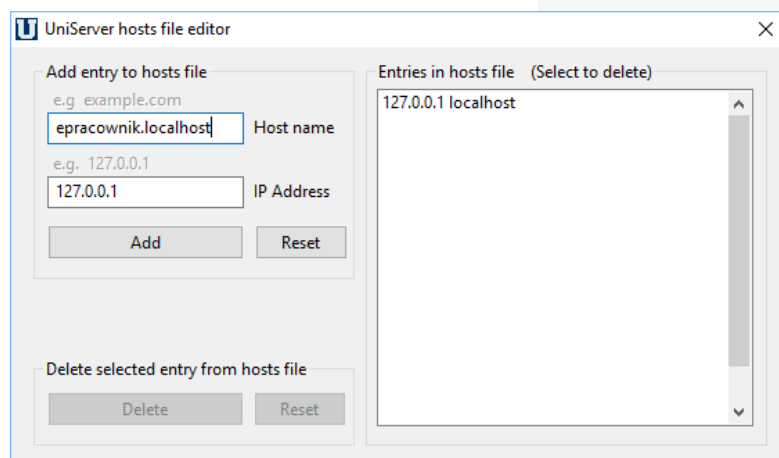 U UniServer hosts file editor
Add entry to hosts file
e.g example.com
epracownik.localhost Host name
e.g. 127.0.0.1
127.0.0.1 IP Address
Add Reset
Delete selected entry from hosts file
Delete Reset
Entries in hosts file (Select to delete)
127.0.0.1 localhost